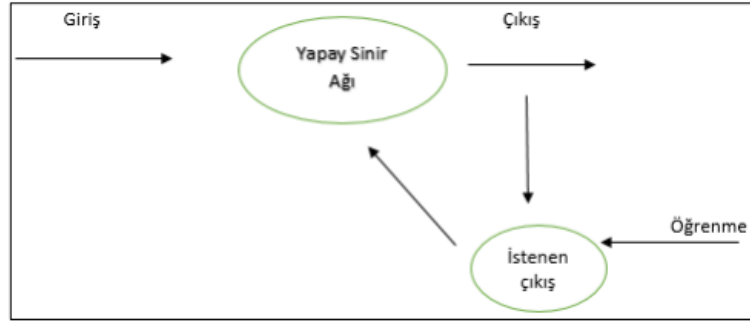 Giriş
Çıkış
Yapay Sinir
Ağı
Öğrenme
İstenen
çıkış